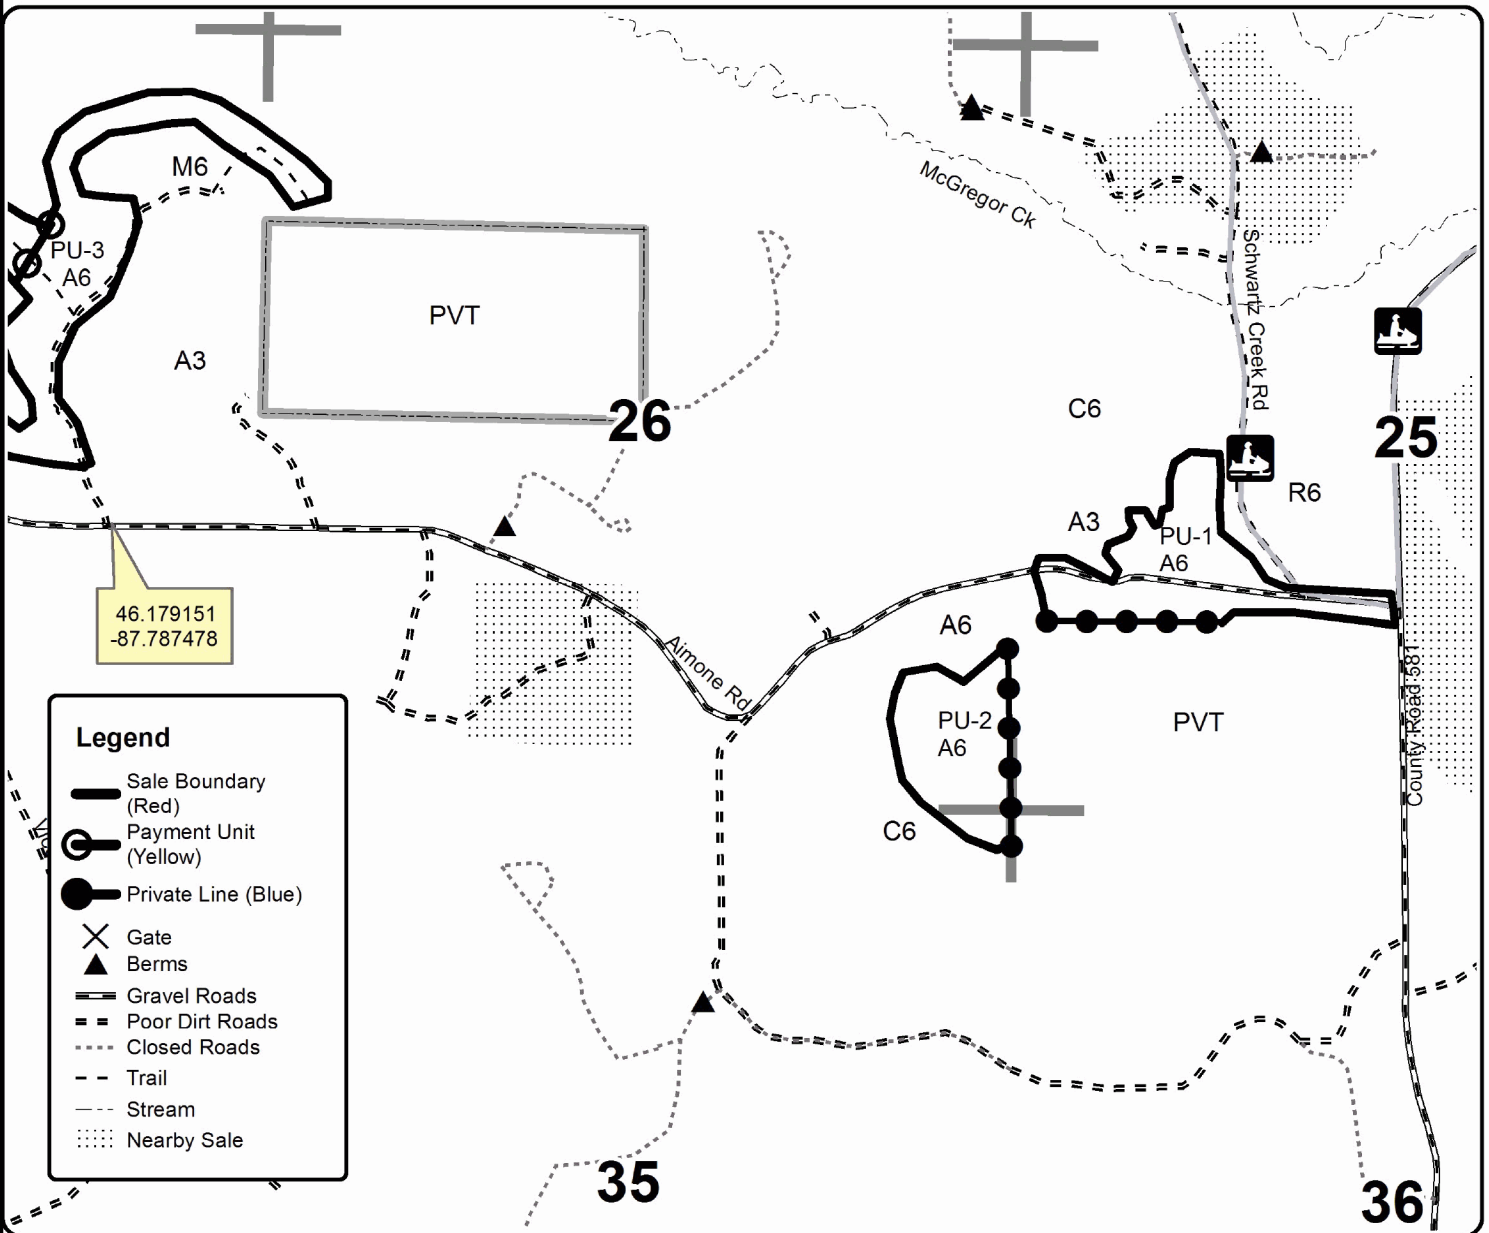 M6
PU-3
A6
PVT
A3
26
McGregor Ck
Schwartz Creek Rd
C6
25
R6
A3
PU-1
A6
46.179151
-87.787478
A6
Aimone Rd
PU-2
A6
PVT
C6
County Road 581
Legend
Sale Boundary
(Red)
Payment Unit
(Yellow)
Private Line (Blue)
Gate
Berms
Gravel Roads
Poor Dirt Roads
Closed Roads
Trail
Stream
Nearby Sale
35
36